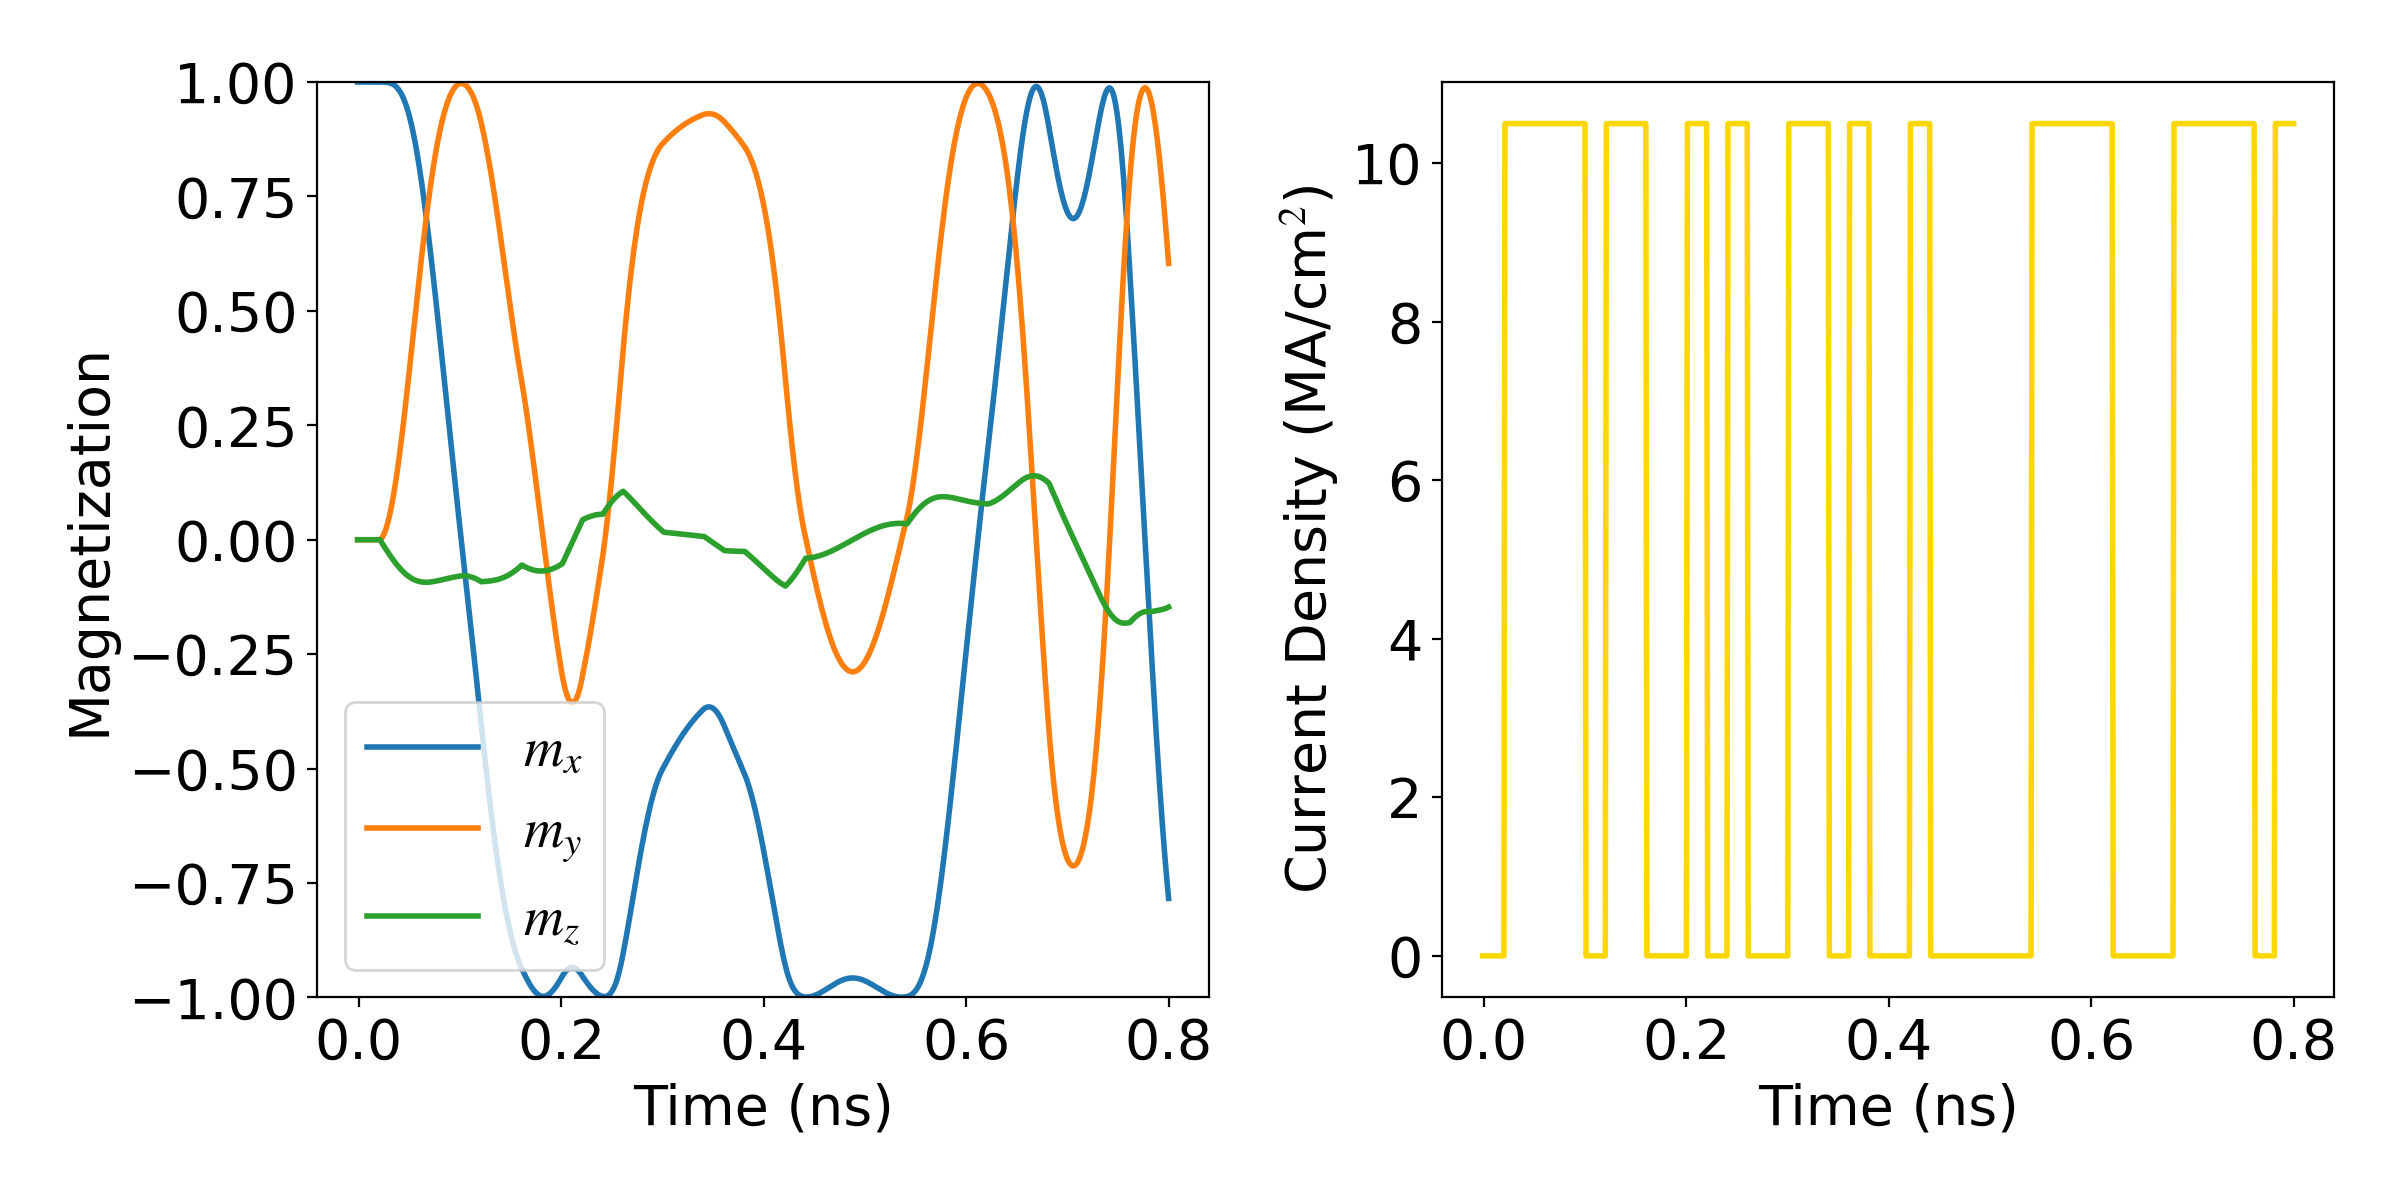 1.00
0.75
0.50
0.25
0.00
−0.25
−0.50
−0.75
−1.00
Magnetization
m_x
m_y
m_z
0.0 0.2 0.4 0.6 0.8
Time (ns)
10
8
6
4
2
0
Current Density (MA/cm²)
0.0 0.2 0.4 0.6 0.8
Time (ns)